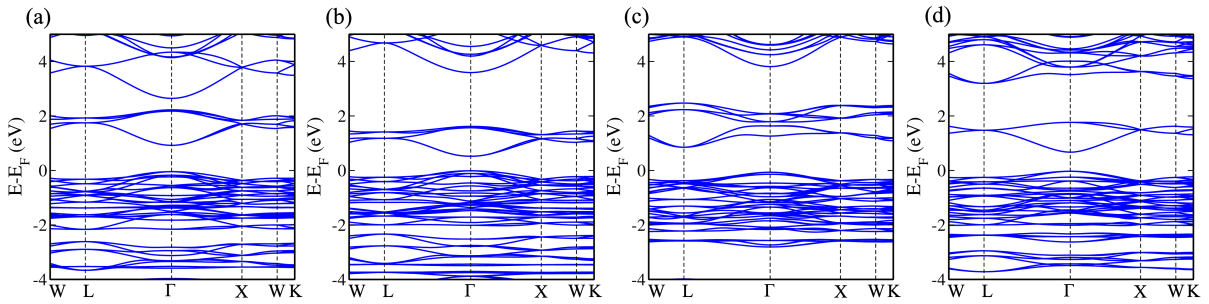 (a) (b) (c) (d)
E-E_F (eV) E-E_F (eV) E-E_F (eV) E-E_F (eV)
4 4 4 4
2 2 2 2
0 0 0 0
-2 -2 -2 -2
-4 -4 -4 -4
W L Γ X W K W L Γ X W K W L Γ X W K W L Γ X W K